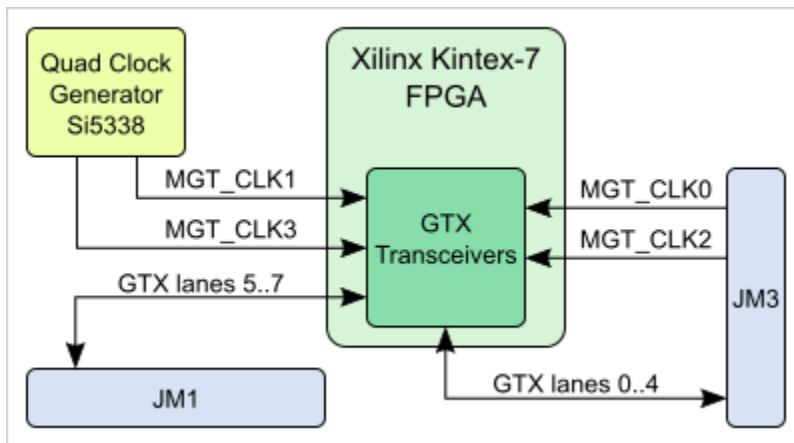 Quad Clock
Generator
Si5338
Xilinx Kintex-7
FPGA
MGT_CLK1
MGT_CLK3
GTX lanes 5..7
GTX
Transceivers
MGT_CLK0
MGT_CLK2
JM3
JM1
GTX lanes 0..4